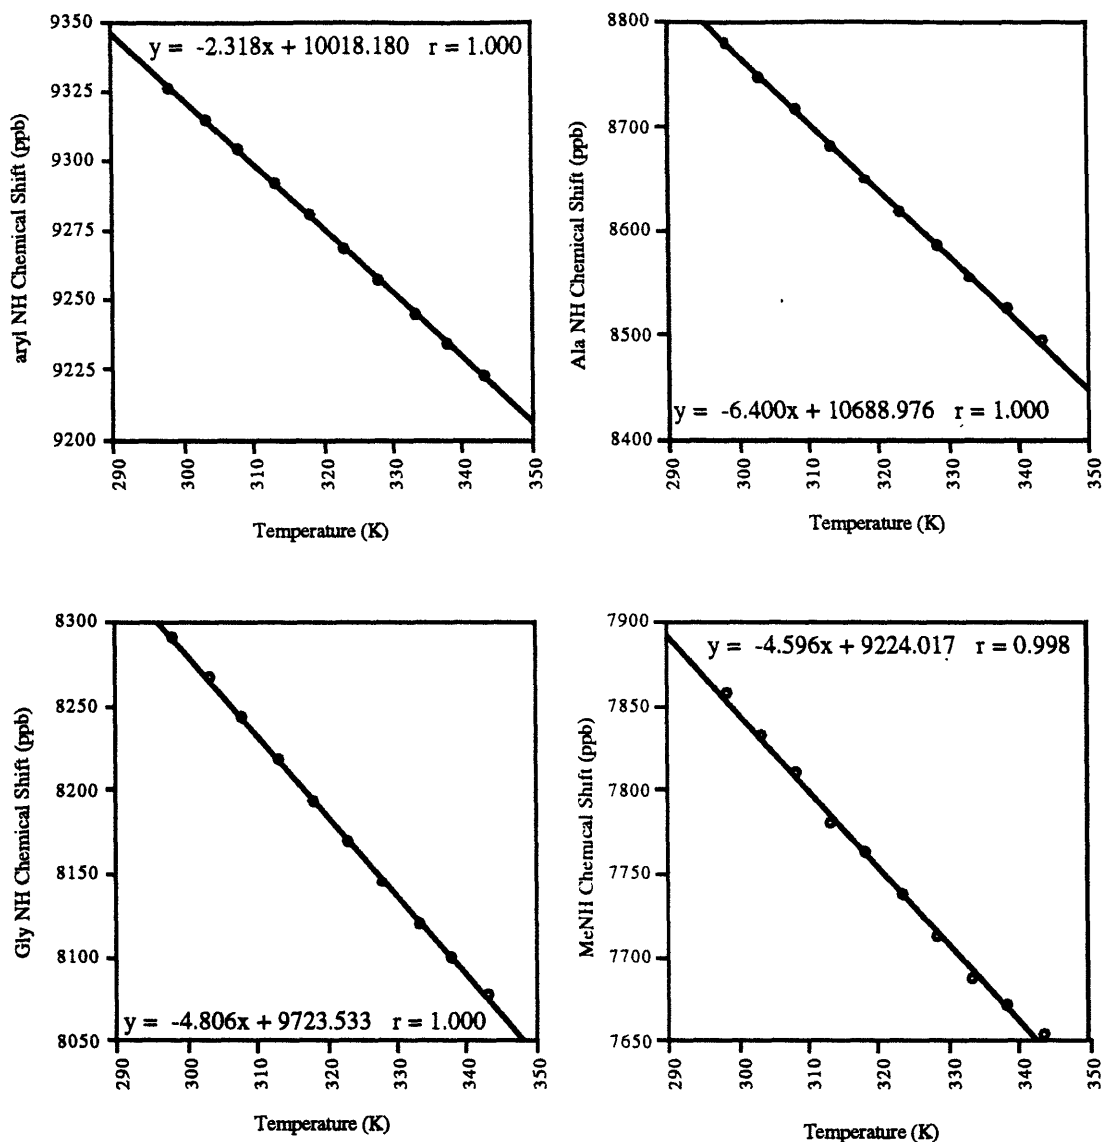 9350
y = -2.318x + 10018.180 r = 1.000
9325
9300
9275
9250
9225
9200
aryl NH Chemical Shift (ppb)
290 300 310 320 330 340 350
Temperature (K)
8800
8700
8600
8500
8400
Ala NH Chemical Shift (ppb)
y = -6.400x + 10688.976 r = 1.000
290 300 310 320 330 340 350
Temperature (K)
8300
8250
8200
8150
8100
8050
Gly NH Chemical Shift (ppb)
y = -4.806x + 9723.533 r = 1.000
290 300 310 320 330 340 350
Temperature (K)
7900
y = -4.596x + 9224.017 r = 0.998
7850
7800
7750
7700
7650
MeNH Chemical Shift (ppb)
290 300 310 320 330 340 350
Temperature (K)